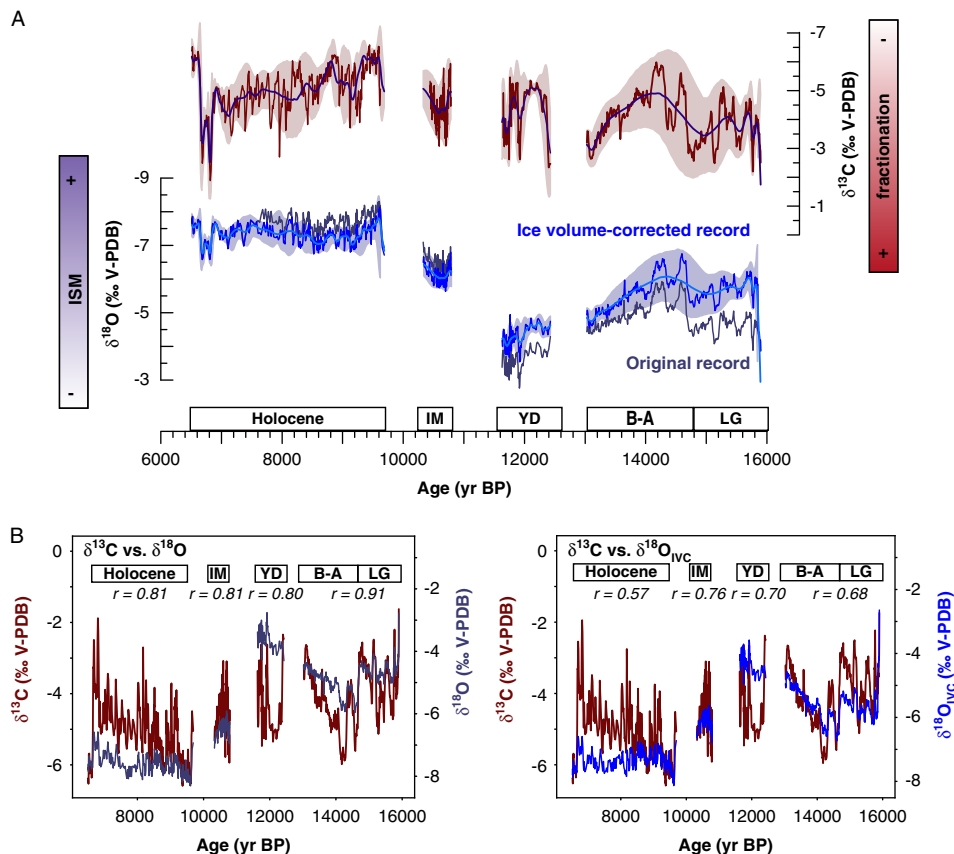 A
-7
-5
-3
-1
δ13C (‰ V-PDB)
-
fractionation
+
+
ISM
-
-9
-7
-5
-3
δ18O (‰ V-PDB)
Ice volume-corrected record
Original record
Holocene
IM
YD
B-A
LG
6000
8000
10000
12000
14000
16000
Age (yr BP)
B
δ13C vs. δ18O
Holocene
IM
YD
B-A
LG
r = 0.81
r = 0.81
r = 0.80
r = 0.91
0
-2
-4
-6
δ13C (‰ V-PDB)
-2
-4
-6
-8
δ18O (‰ V-PDB)
8000
10000
12000
14000
16000
Age (yr BP)
δ13C vs. δ18OIVC
Holocene
IM
YD
B-A
LG
r = 0.57
r = 0.76
r = 0.70
r = 0.68
0
-2
-4
-6
δ13C (‰ V-PDB)
-2
-4
-6
-8
δ18OIVC (‰ V-PDB)
8000
10000
12000
14000
16000
Age (yr BP)